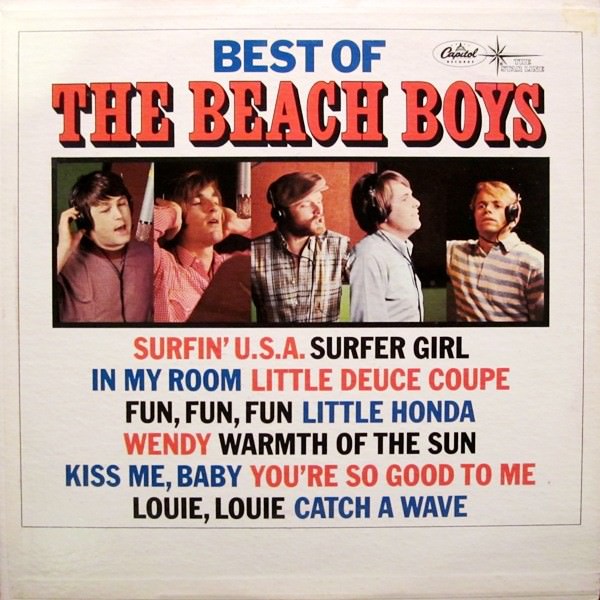 BEST OF
Capitol
RECORDS
THE
STAR LINE
THE BEACH BOYS
SURFIN' U.S.A. SURFER GIRL
IN MY ROOM LITTLE DEUCE COUPE
FUN, FUN, FUN LITTLE HONDA
WENDY WARMTH OF THE SUN
KISS ME, BABY YOU'RE SO GOOD TO ME
LOUIE, LOUIE CATCH A WAVE